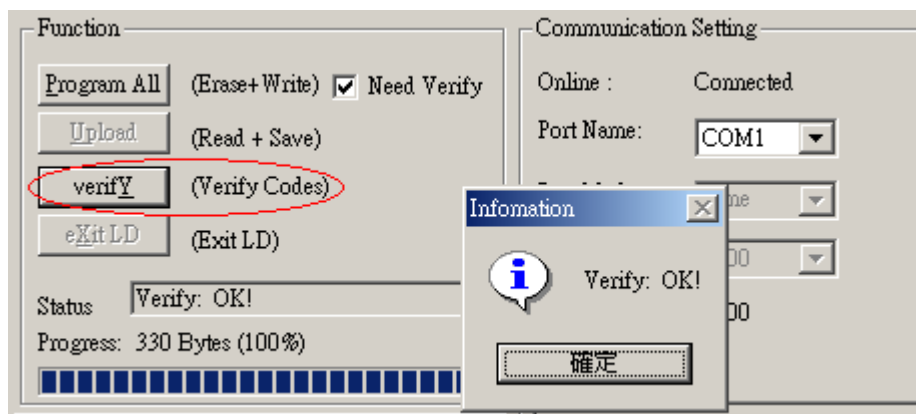 Function
Program All (Erase+Write) Need Verify
Upload (Read + Save)
verifY (Verify Codes)
eXit LD (Exit LD)
Status Verify: OK!
Progress: 330 Bytes (100%)
Communication Setting
Online : Connected
Port Name: COM1
Infomation
Verify: OK!
確定